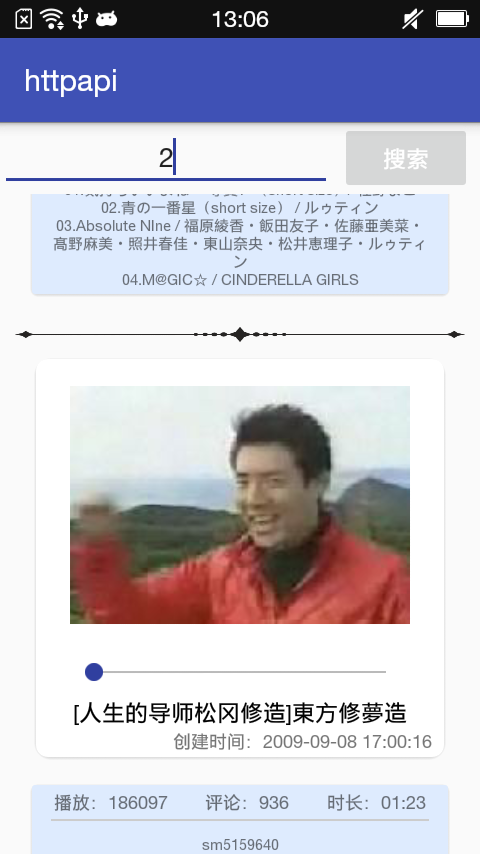 13:06
httpapi
2
搜索
02.青の一番星（short size） / ルゥティン
03.Absolute NIne / 福原綾香・飯田友子・佐藤亜美菜・
高野麻美・照井春佳・東山奈央・松井恵理子・ルゥティ
ン
04.M@GIC☆ / CINDERELLA GIRLS
[人生的导师松冈修造]東方修夢造
创建时间：2009-09-08 17:00:16
播放：186097 评论：936 时长：01:23
sm5159640